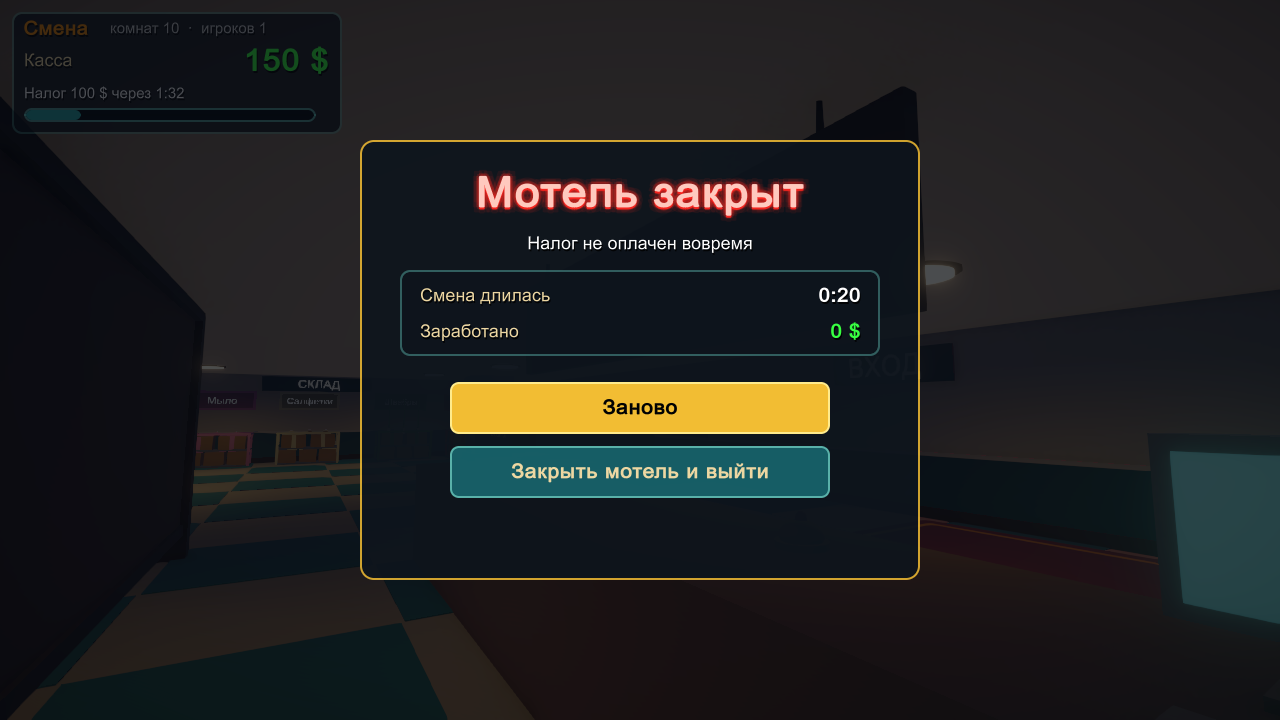 Смена комнат 10 · игроков 1
Касса 150 $
Налог 100 $ через 1:32
Мотель закрыт
Налог не оплачен вовремя
Смена длилась 0:20
Заработано 0 $
ВХОД
СКЛАД
Мыло Салфетки
Заново
Закрыть мотель и выйти